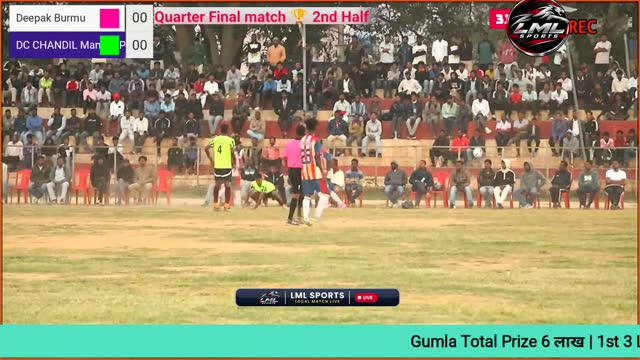 Deepak Burmu 00
Quarter Final match 🏆 2nd Half
LML
SPORTS
REC
DC CHANDIL Man 00
4
LML SPORTS
LOCAL MATCH LIVE
LIVE
Gumla Total Prize 6 लाख | 1st 3